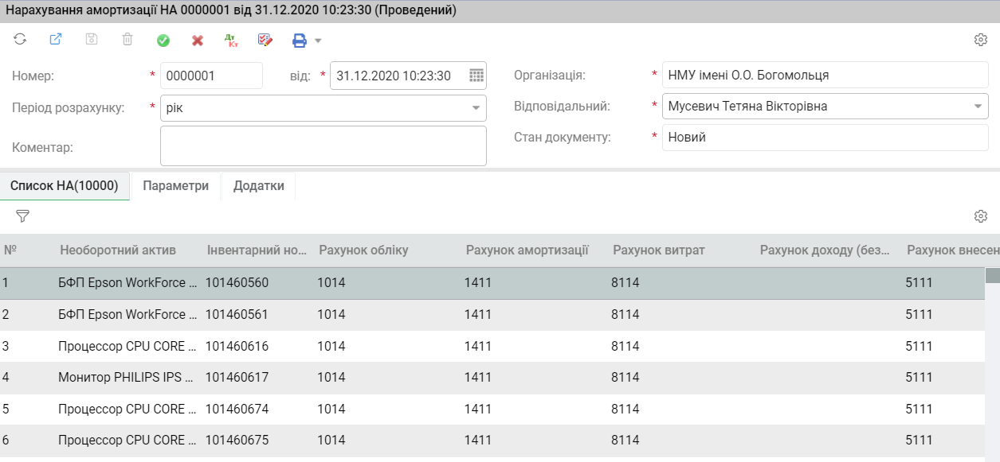 Нарахування амортизації НА 0000001 від 31.12.2020 10:23:30 (Проведений)
Дт Кт
Номер: * 0000001 від: * 31.12.2020 10:23:30 Організація: * НМУ імені О.О. Богомольця
Період розрахунку: * рік Відповідальний: * Мусевич Тетяна Вікторівна
Коментар: Стан документу: * Новий
Список НА(10000) Параметри Додатки
№ Необоротний актив Інвентарний но... Рахунок обліку Рахунок амортизації Рахунок витрат Рахунок доходу (без... Рахунок внесен
1 БФП Epson WorkForce ... 101460560 1014 1411 8114 5111
2 БФП Epson WorkForce ... 101460561 1014 1411 8114 5111
3 Процессор CPU CORE ... 101460616 1014 1411 8114 5111
4 Монитор PHILIPS IPS ... 101460617 1014 1411 8114 5111
5 Процессор CPU CORE ... 101460674 1014 1411 8114 5111
6 Процессор CPU CORE ... 101460675 1014 1411 8114 5111